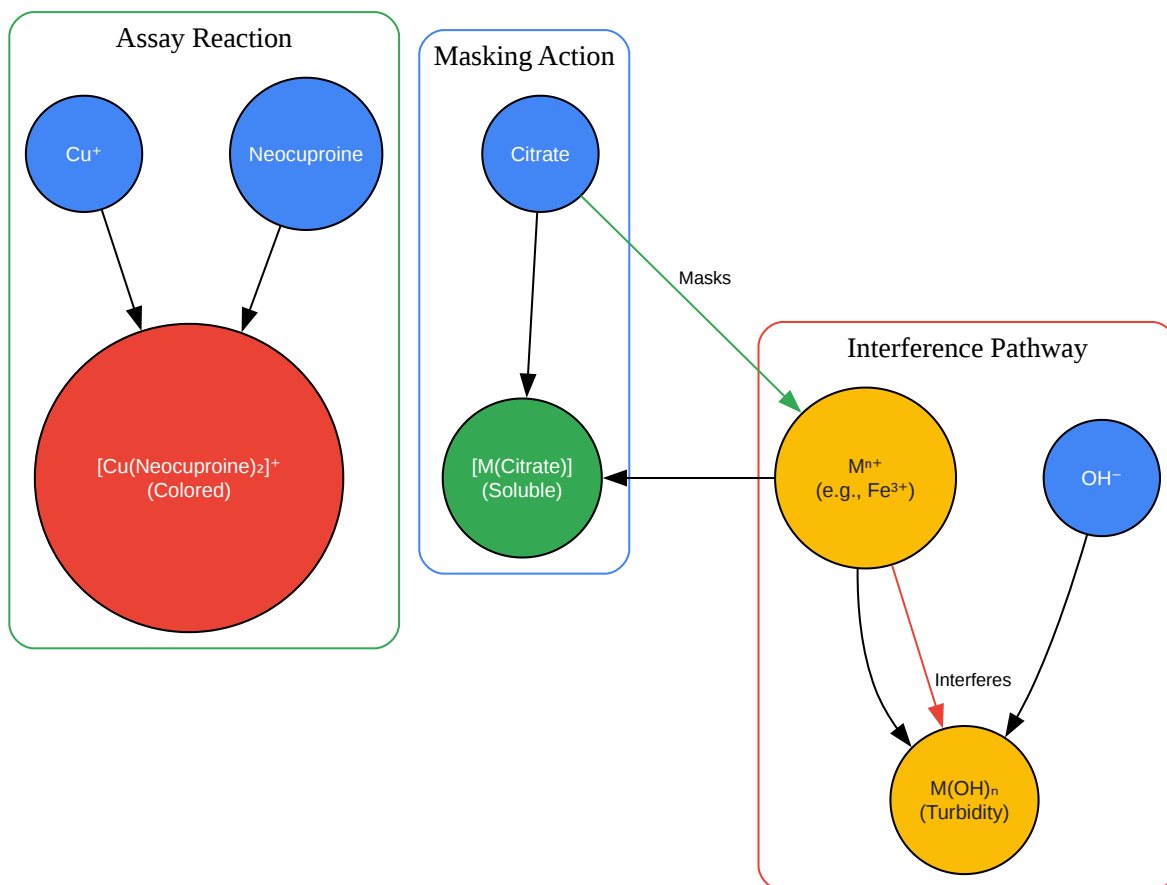 Assay Reaction
Cu⁺
Neocuproine
[Cu(Neocuproine)₂]⁺
(Colored)
Masking Action
Citrate
Masks
[M(Citrate)]
(Soluble)
Interference Pathway
Mⁿ⁺
(e.g., Fe³⁺)
OH⁻
Interferes
M(OH)ₙ
(Turbidity)